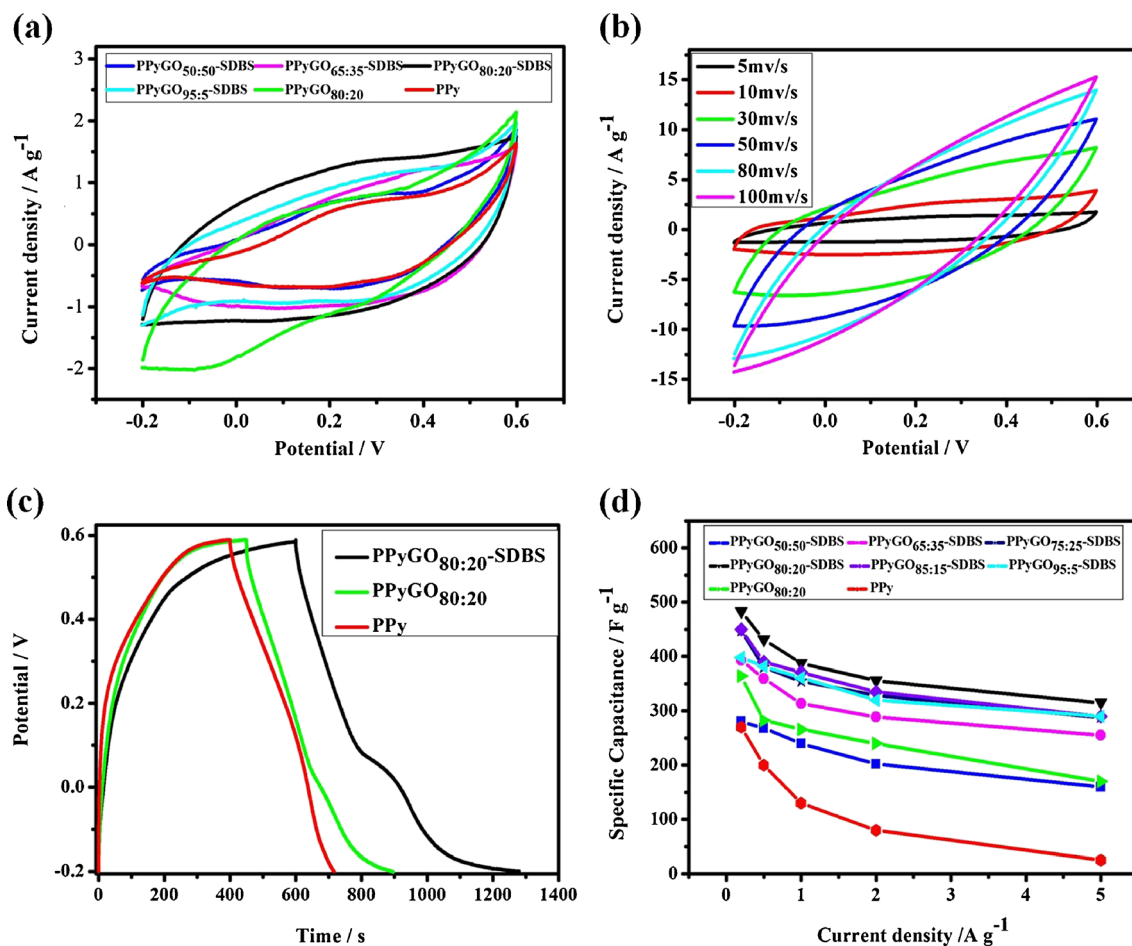 (a)
PPyGO50:50-SDBS PPyGO65:35-SDBS PPyGO80:20-SDBS
PPyGO95:5-SDBS PPyGO80:20 PPy
Current density / A g-1
3
2
1
0
-1
-2
-0.2 0.0 0.2 0.4 0.6
Potential / V
(b)
5mv/s
10mv/s
30mv/s
50mv/s
80mv/s
100mv/s
Current density / A g-1
15
10
5
0
-5
-10
-15
-0.2 0.0 0.2 0.4 0.6
Potential / V
(c)
PPyGO80:20-SDBS
PPyGO80:20
PPy
Potential / V
0.6
0.4
0.2
0.0
-0.2
0 200 400 600 800 1000 1200 1400
Time / s
(d)
PPyGO50:50-SDBS PPyGO65:35-SDBS PPyGO75:25-SDBS
PPyGO80:20-SDBS PPyGO85:15-SDBS PPyGO95:5-SDBS
PPyGO80:20 PPy
Specific Capacitance / F g-1
600
500
400
300
200
100
0
0 1 2 3 4 5
Current density /A g-1